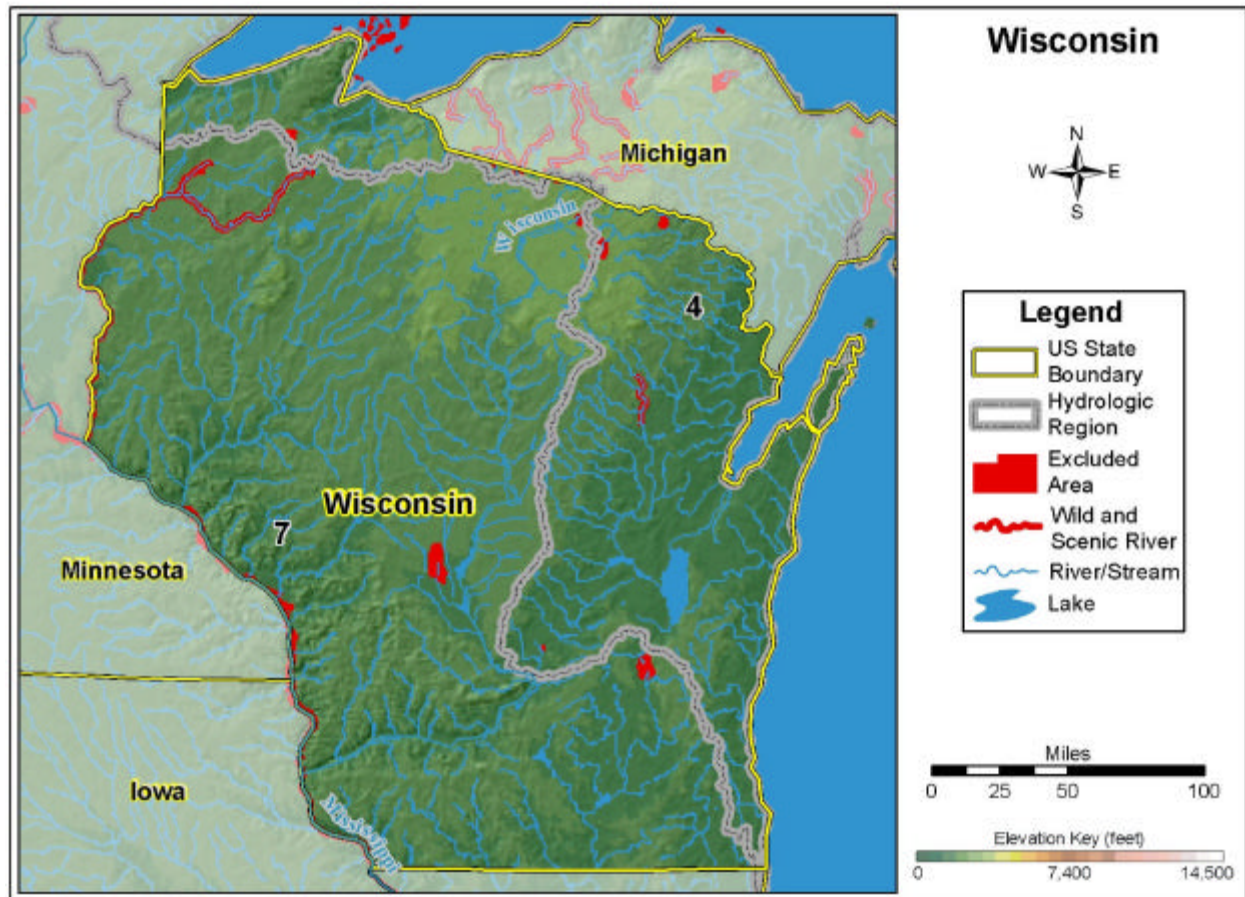 Wisconsin
N
W E
S
Michigan
Wisconsin
4
Wisconsin
7
Minnesota
Iowa
Mississippi
Legend
US State
Boundary
Hydrologic
Region
Excluded
Area
Wild and
Scenic River
River/Stream
Lake
Miles
0 25 50 100
Elevation Key (feet)
0 7,400 14,500